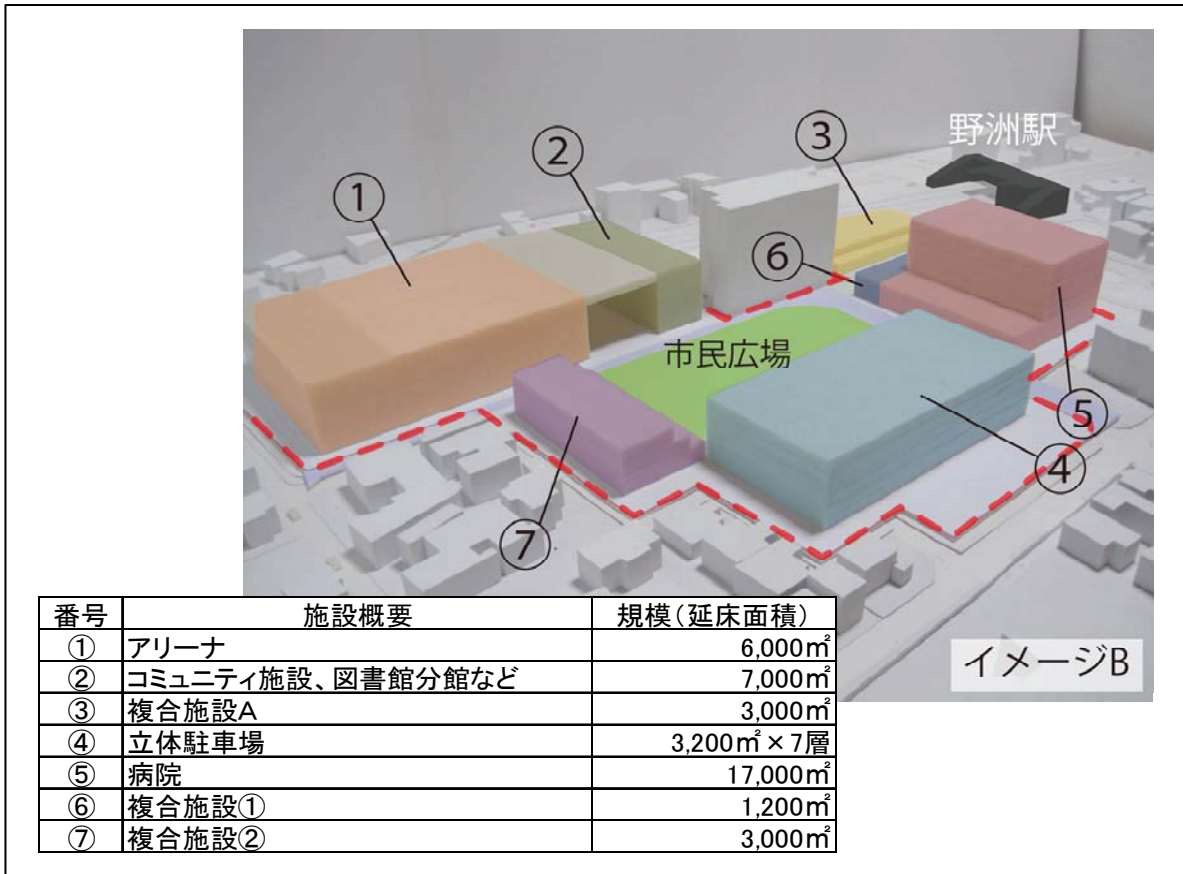 野洲駅
③
②
①
⑥
市民広場
⑤
④
⑦
イメージB
番号 施設概要 規模(延床面積)
① アリーナ 6,000㎡
② コミュニティ施設、図書館分館など 7,000㎡
③ 複合施設A 3,000㎡
④ 立体駐車場 3,200㎡×7層
⑤ 病院 17,000㎡
⑥ 複合施設① 1,200㎡
⑦ 複合施設② 3,000㎡